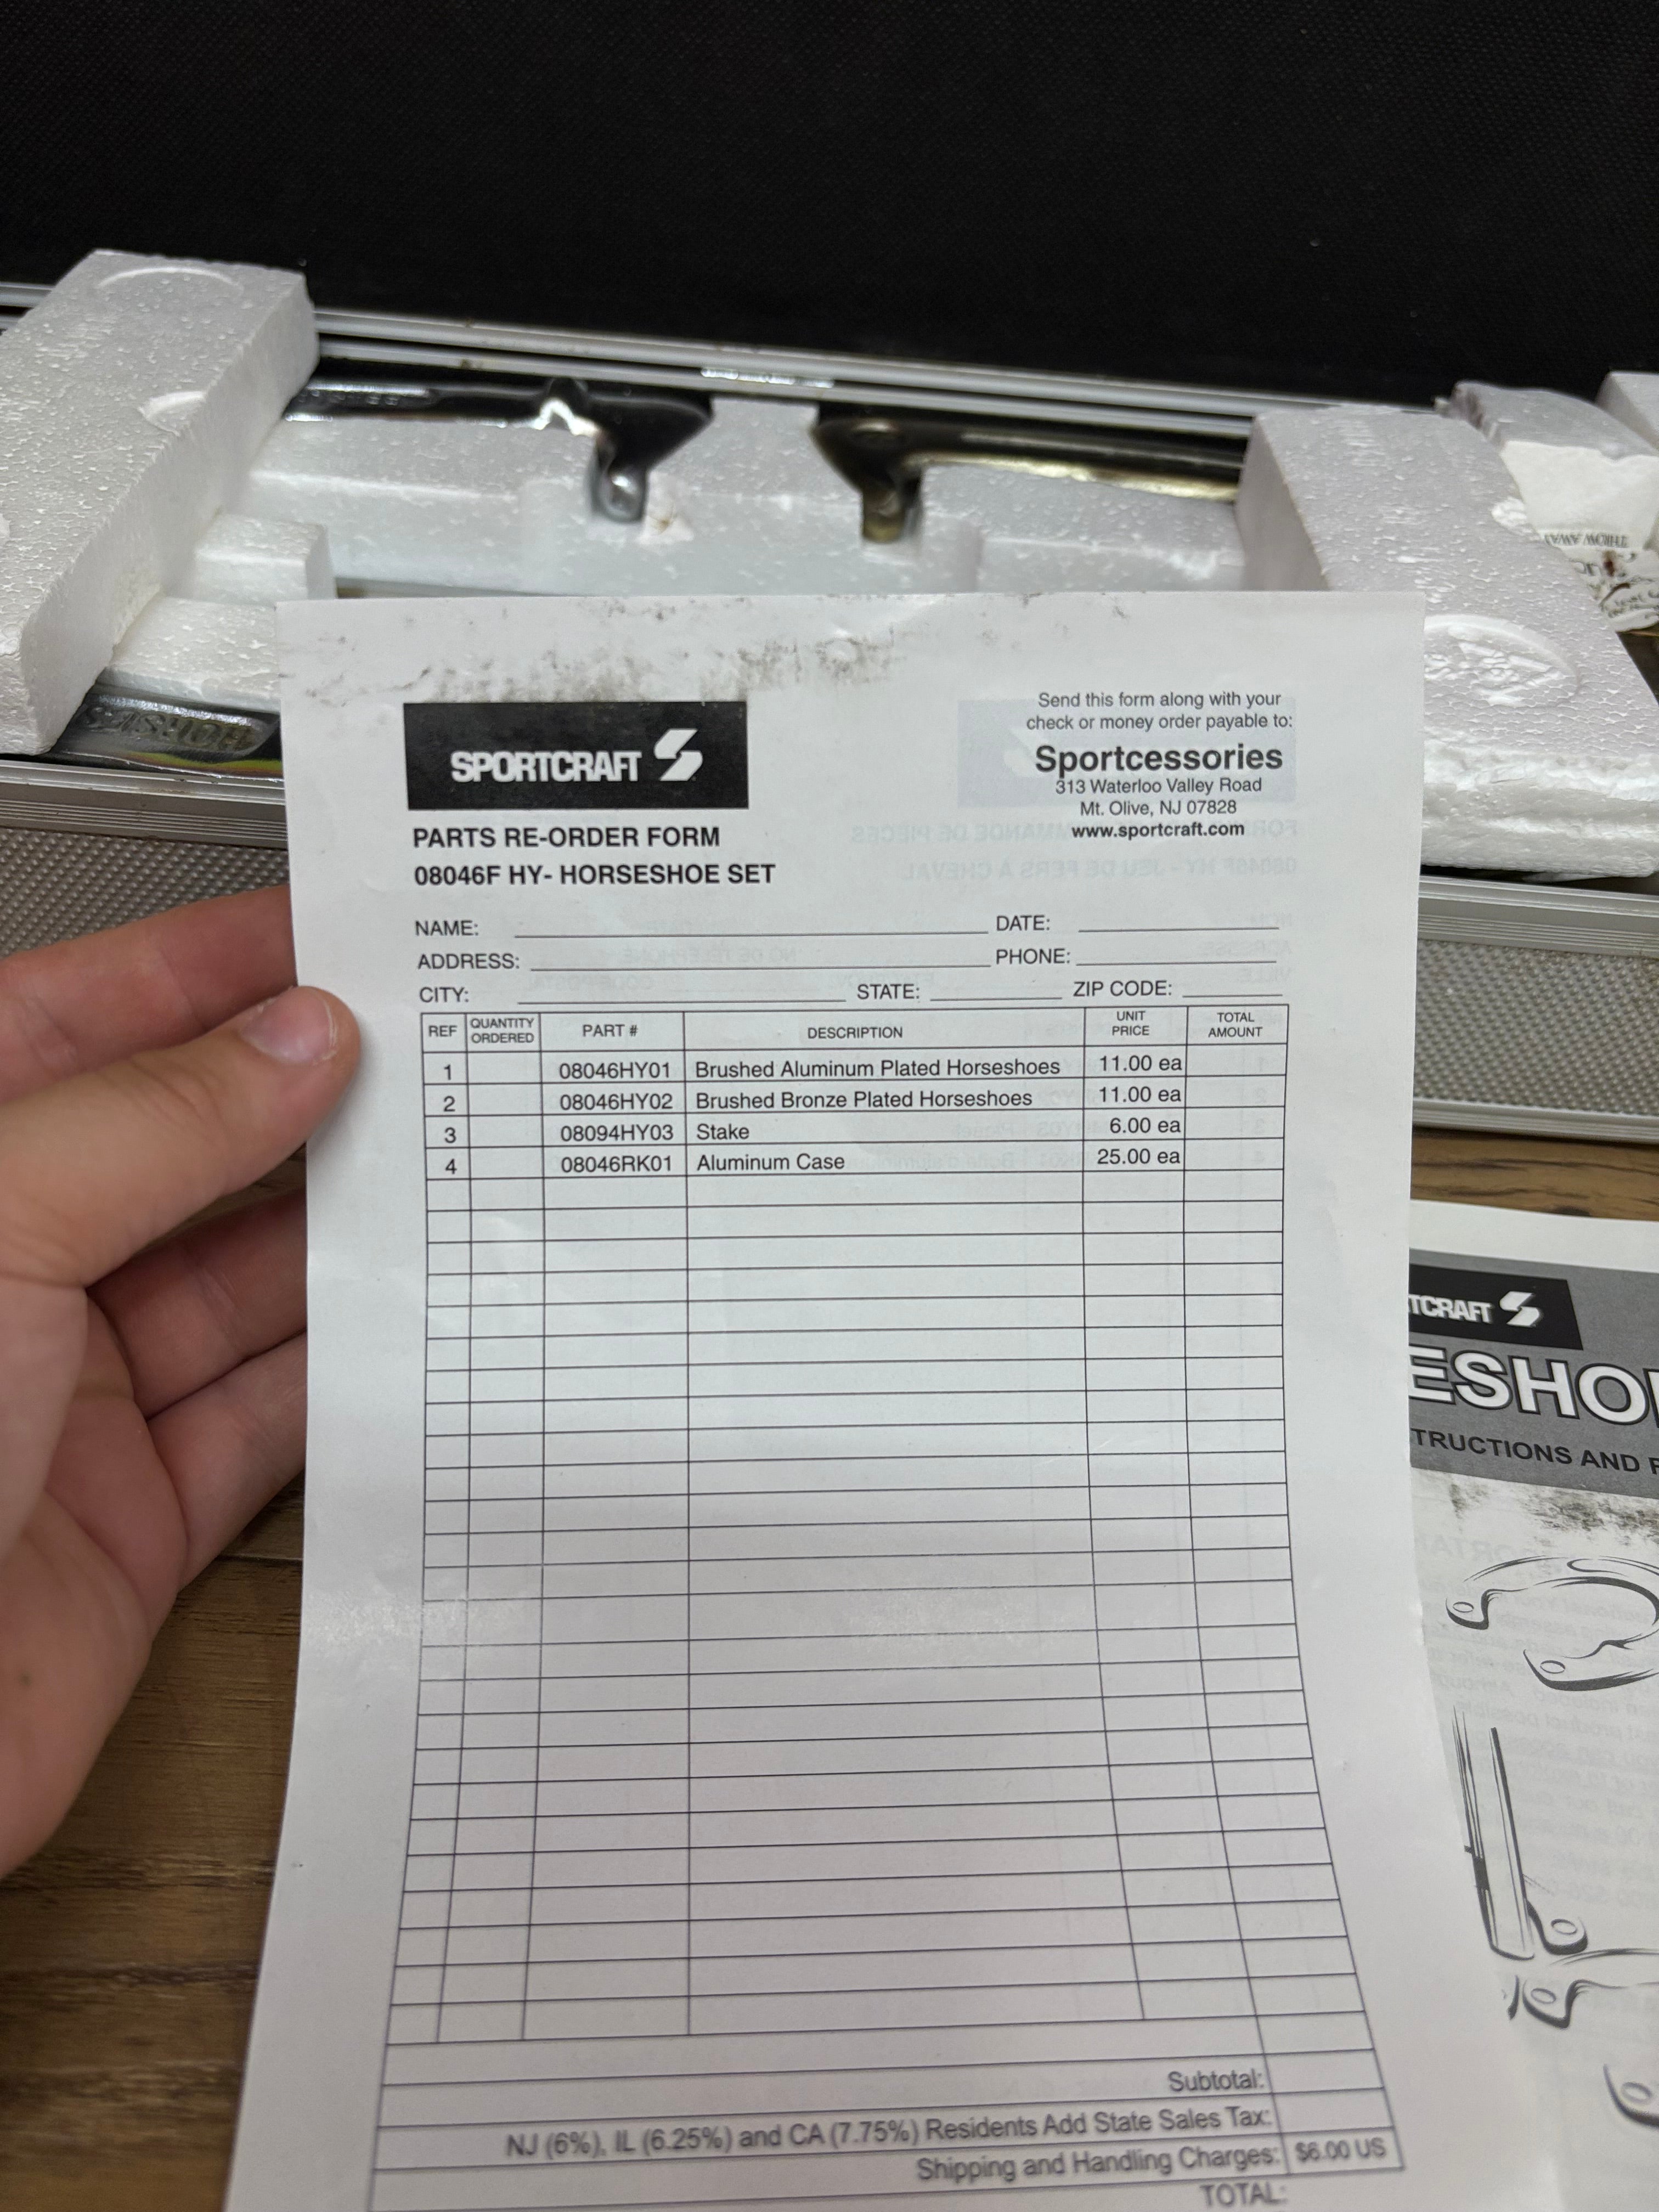 SPORTCRAFT
PARTS RE-ORDER FORM
08046F HY- HORSESHOE SET
Send this form along with your
check or money order payable to:
Sportcessories
313 Waterloo Valley Road
Mt. Olive, NJ 07828
www.sportcraft.com
NAME: DATE:
ADDRESS: PHONE:
CITY: STATE: ZIP CODE:
REF QUANTITY ORDERED PART # DESCRIPTION UNIT PRICE TOTAL AMOUNT
1 08046HY01 Brushed Aluminum Plated Horseshoes 11.00 ea
2 08046HY02 Brushed Bronze Plated Horseshoes 11.00 ea
3 08094HY03 Stake 6.00 ea
4 08046RK01 Aluminum Case 25.00 ea
Subtotal:
NJ (6%), IL (6.25%) and CA (7.75%) Residents Add State Sales Tax:
Shipping and Handling Charges: $6.00 US
TOTAL:
TCRAFT
ESHO
TRUCTIONS AND
THROW AWAY